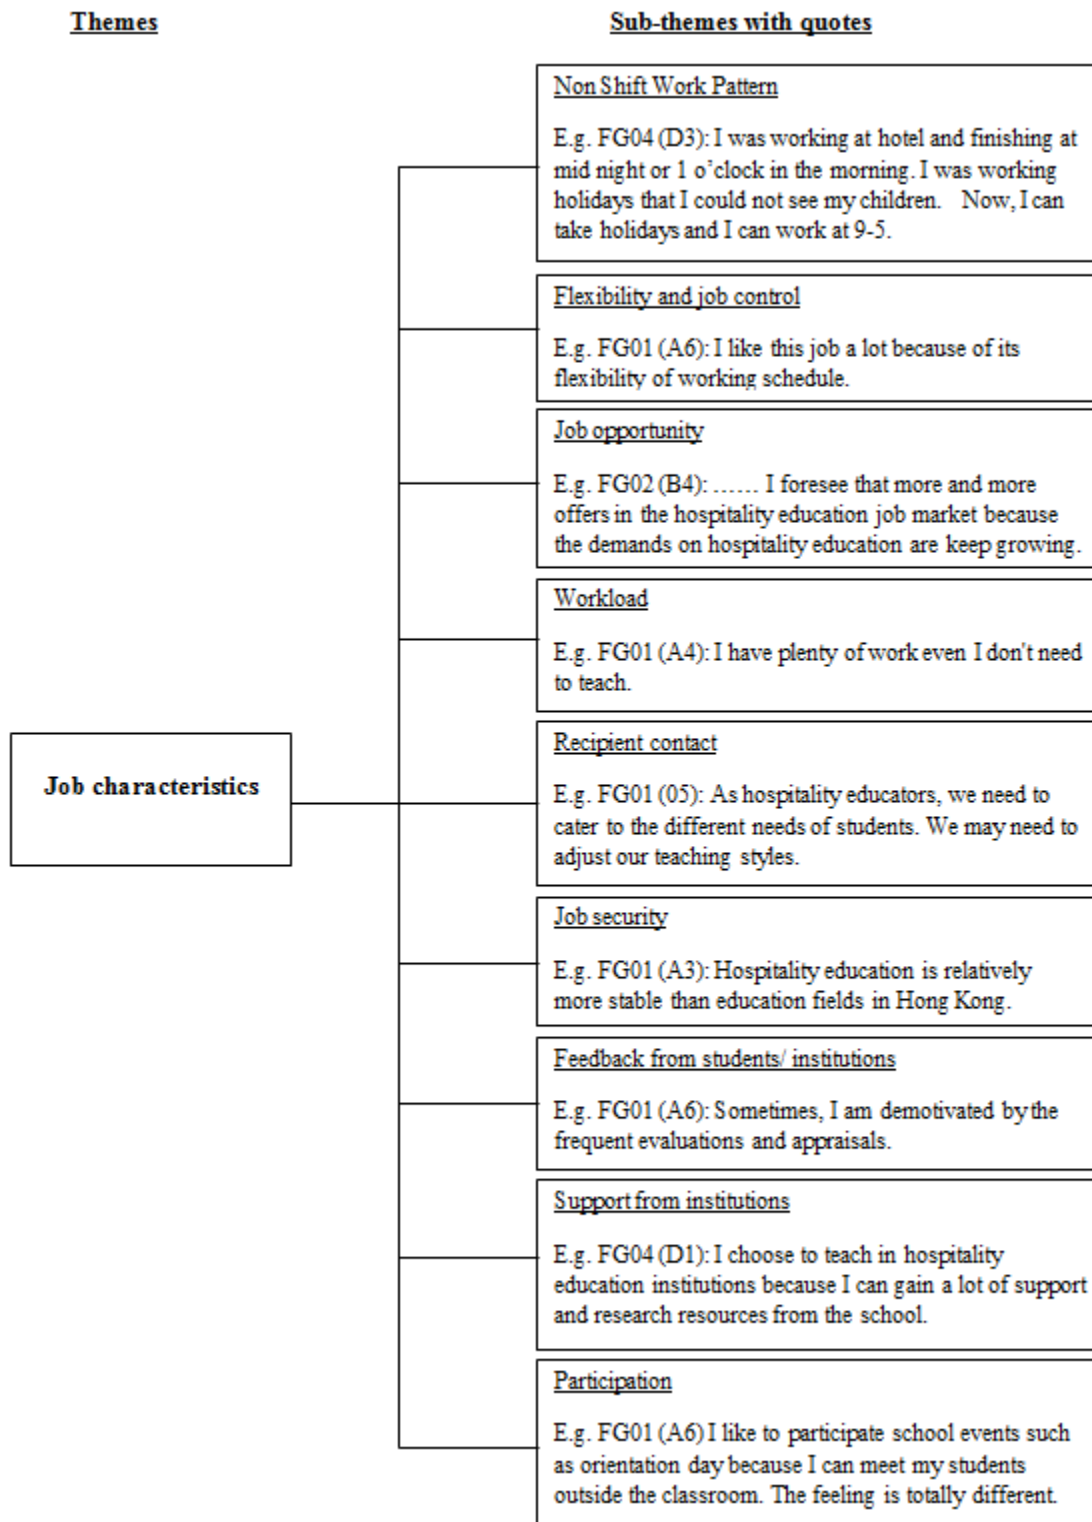 Themes
Sub-themes with quotes
Non Shift Work Pattern
E.g. FG04 (D3): I was working at hotel and finishing at
mid night or 1 o'clock in the morning. I was working
holidays that I could not see my children. Now, I can
take holidays and I can work at 9-5.
Flexibility and job control
E.g. FG01 (A6): I like this job a lot because of its
flexibility of working schedule.
Job opportunity
E.g. FG02 (B4): …… I foresee that more and more
offers in the hospitality education job market because
the demands on hospitality education are keep growing.
Workload
E.g. FG01 (A4): I have plenty of work even I don't need
to teach.
Job characteristics
Recipient contact
E.g. FG01 (05): As hospitality educators, we need to
cater to the different needs of students. We may need to
adjust our teaching styles.
Job security
E.g. FG01 (A3): Hospitality education is relatively
more stable than education fields in Hong Kong.
Feedback from students/ institutions
E.g. FG01 (A6): Sometimes, I am demotivated by the
frequent evaluations and appraisals.
Support from institutions
E.g. FG04 (D1): I choose to teach in hospitality
education institutions because I can gain a lot of support
and research resources from the school.
Participation
E.g. FG01 (A6) I like to participate school events such
as orientation day because I can meet my students
outside the classroom. The feeling is totally different.